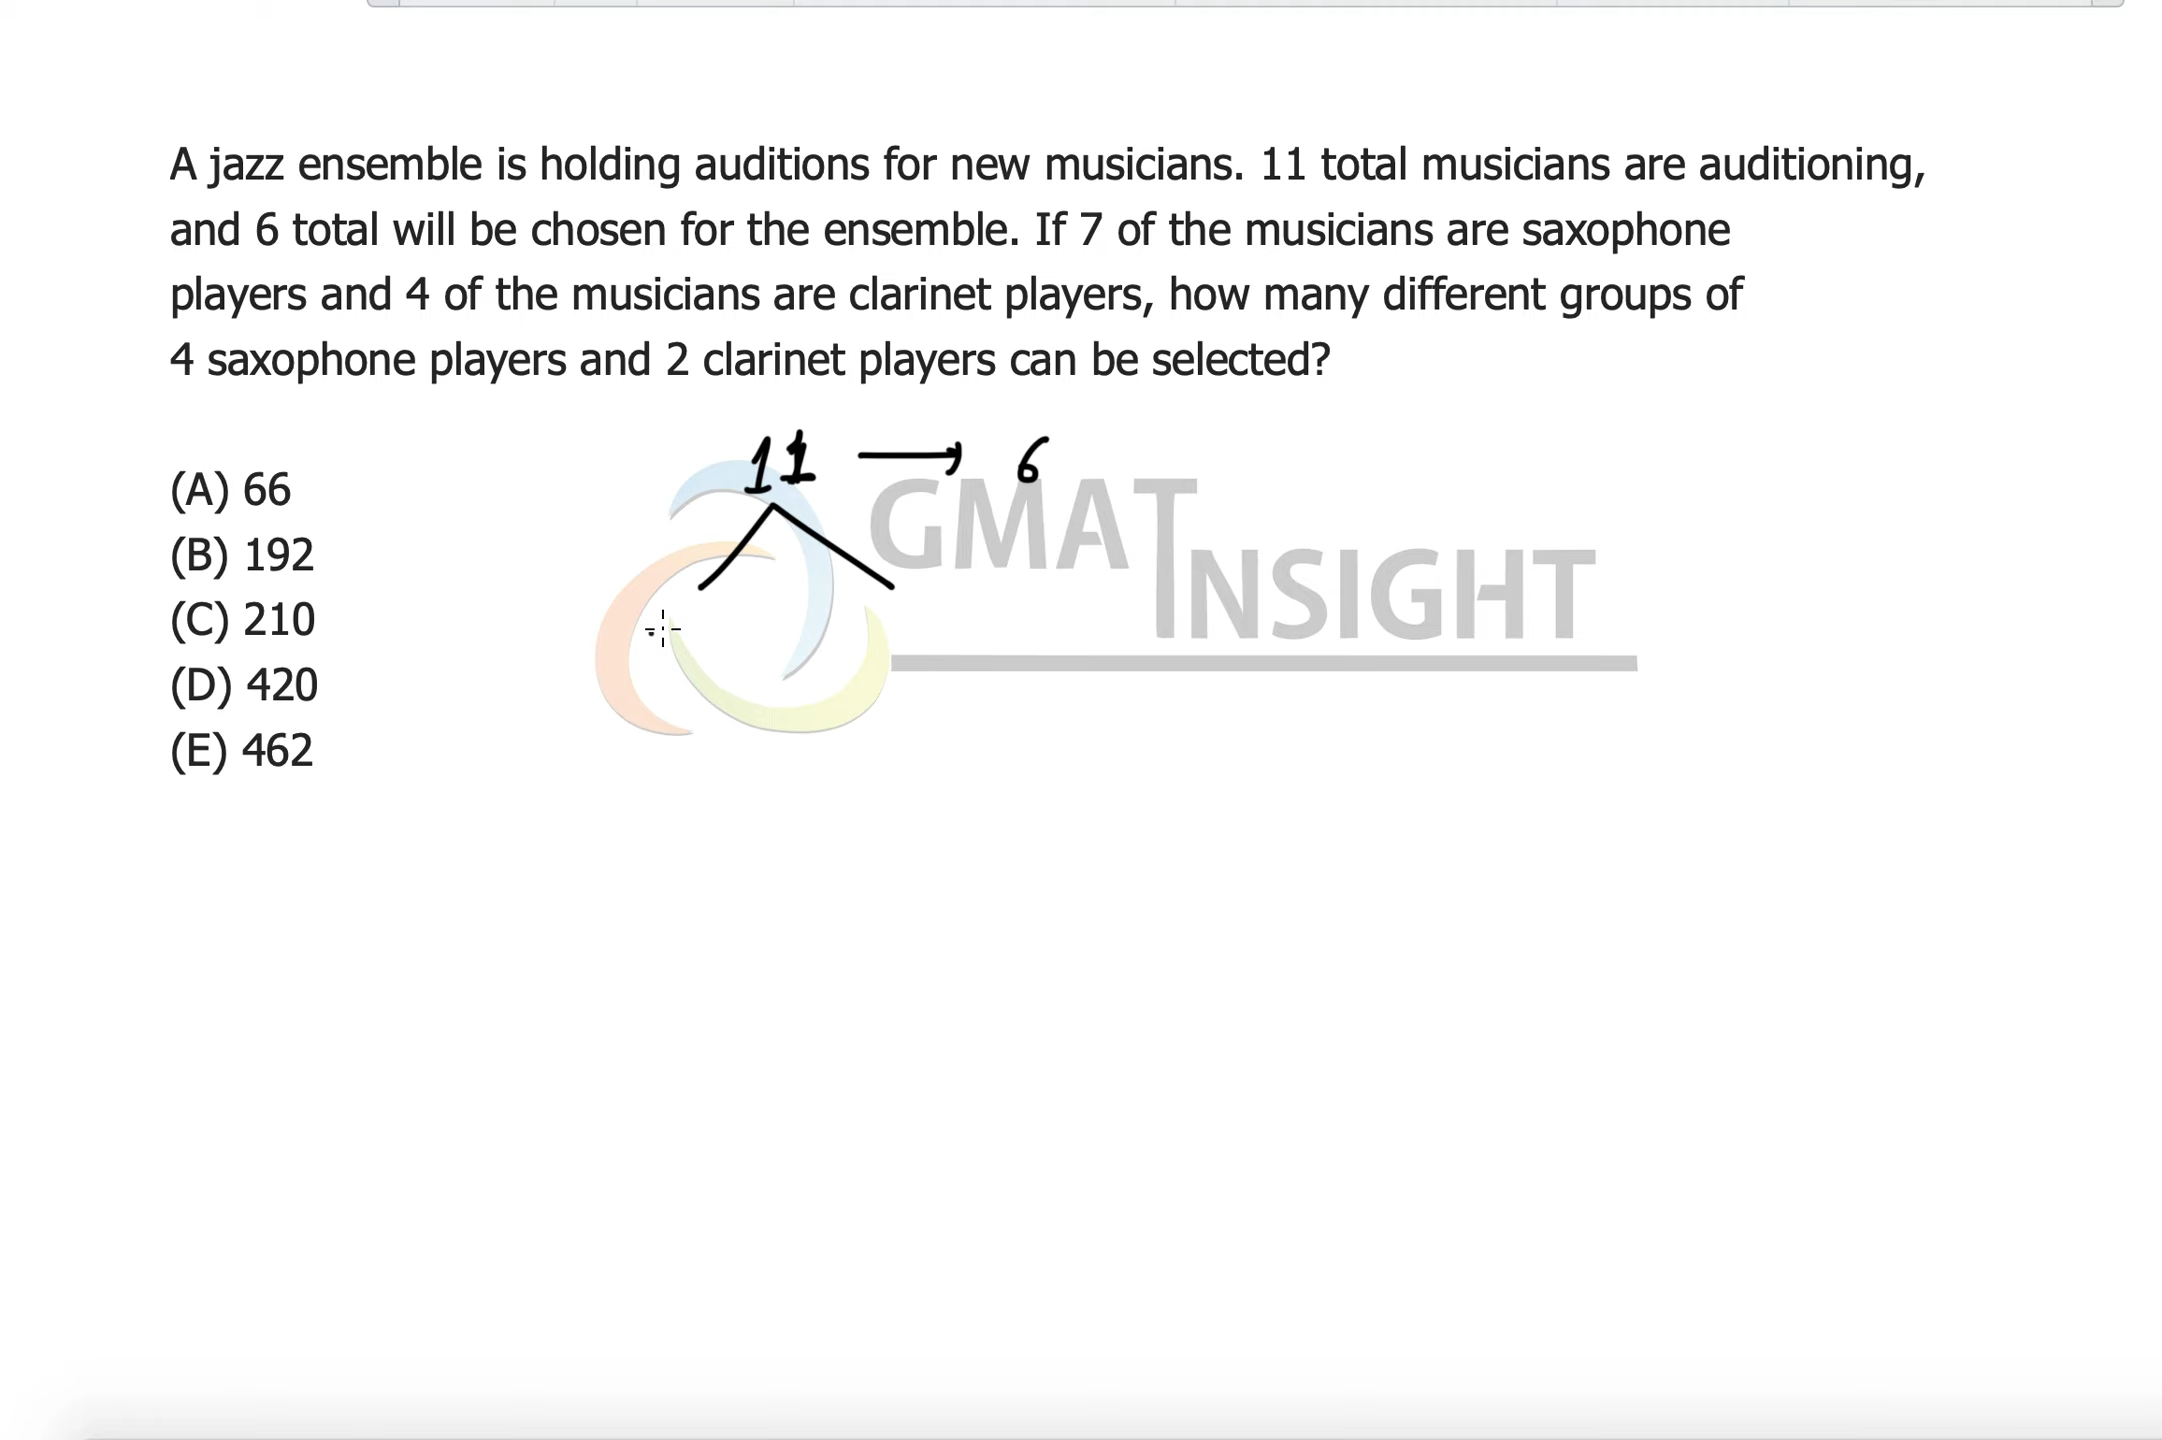 A jazz ensemble is holding auditions for new musicians. 11 total musicians are auditioning,
and 6 total will be chosen for the ensemble. If 7 of the musicians are saxophone
players and 4 of the musicians are clarinet players, how many different groups of
4 saxophone players and 2 clarinet players can be selected?
11 → 6
(A) 66
(B) 192
(C) 210
(D) 420
(E) 462
GMAT INSIGHT